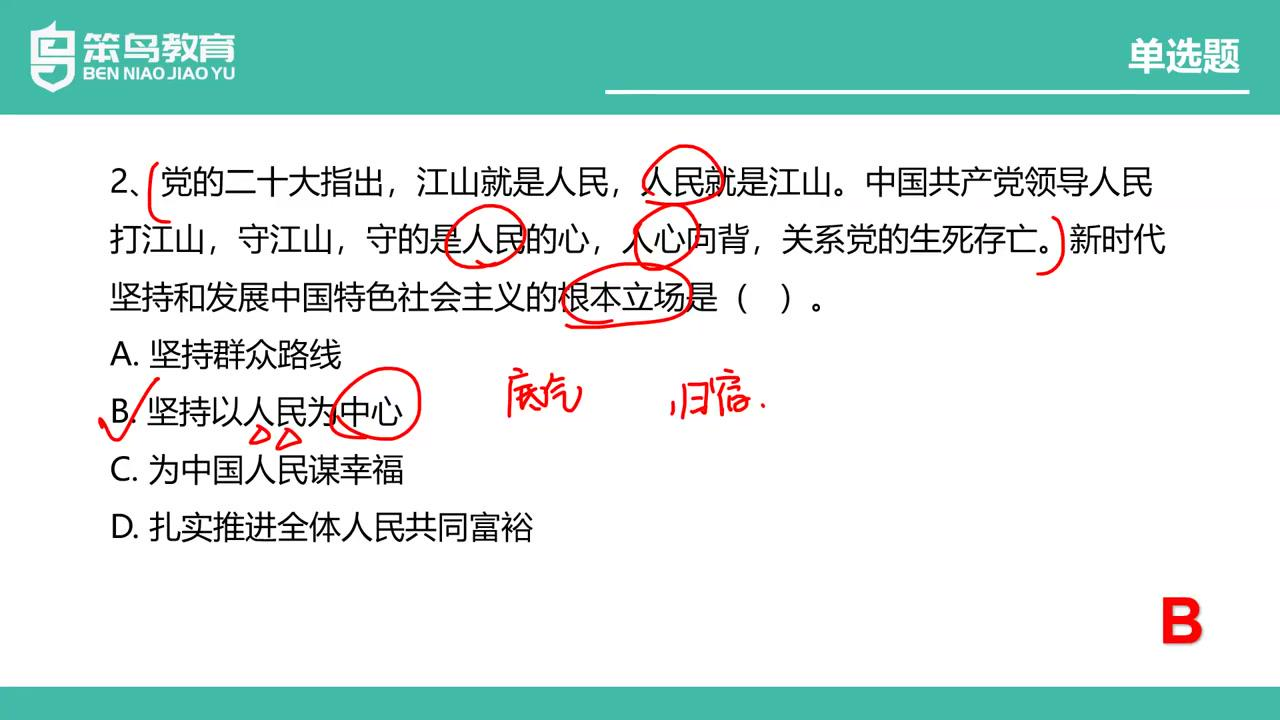 笨鸟教育
BEN NIAO JIAO YU
单选题
2、党的二十大指出，江山就是人民，人民就是江山。中国共产党领导人民
打江山，守江山，守的是人民的心，人心向背，关系党的生死存亡。新时代
坚持和发展中国特色社会主义的根本立场是（ ）。
A. 坚持群众路线
B. 坚持以人民为中心
底气 归宿.
C. 为中国人民谋幸福
D. 扎实推进全体人民共同富裕
B